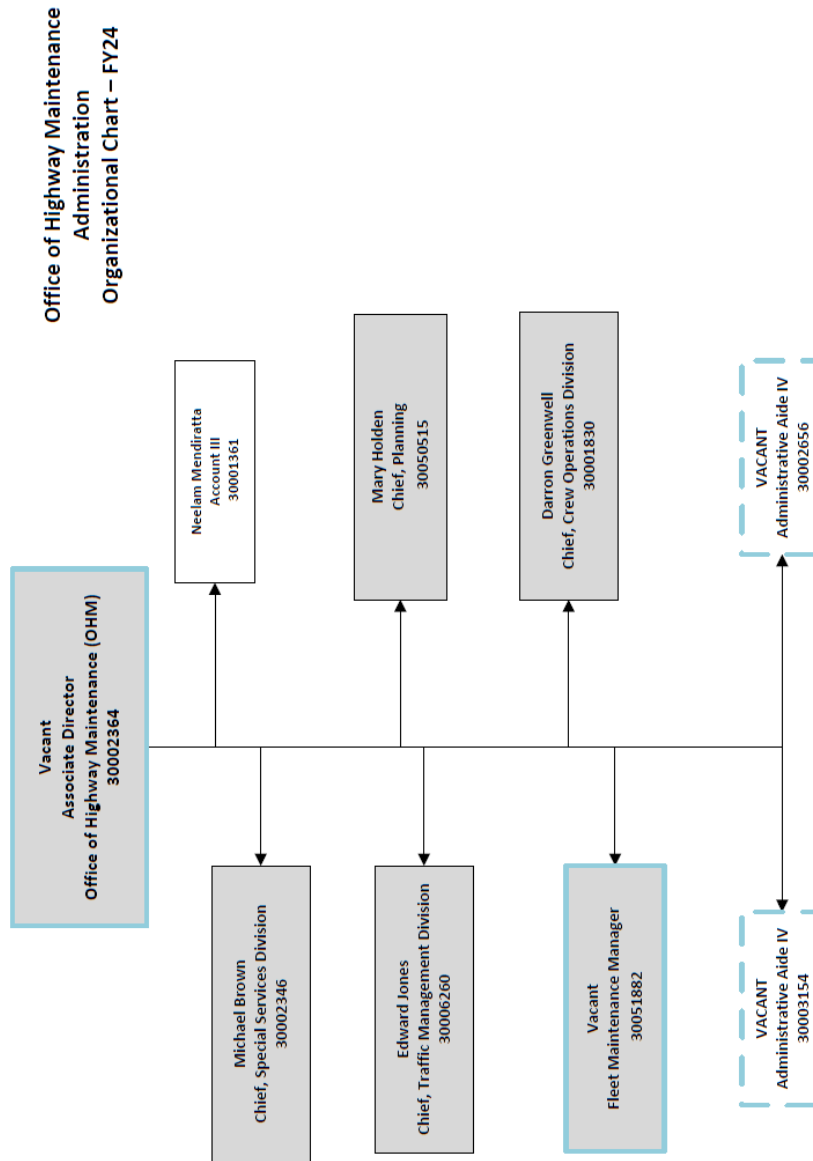 Office of Highway Maintenance
Administration
Organizational Chart – FY24
Vacant
Associate Director
Office of Highway Maintenance (OHM)
30002364
Michael Brown
Chief, Special Services Division
30002346
Neelam Mendiratta
Account III
30001361
Edward Jones
Chief, Traffic Management Division
30006260
Mary Holden
Chief, Planning
30050515
Vacant
Fleet Maintenance Manager
30051882
Darron Greenwell
Chief, Crew Operations Division
30001830
VACANT
Administrative Aide IV
30003154
VACANT
Administrative Aide IV
30002656